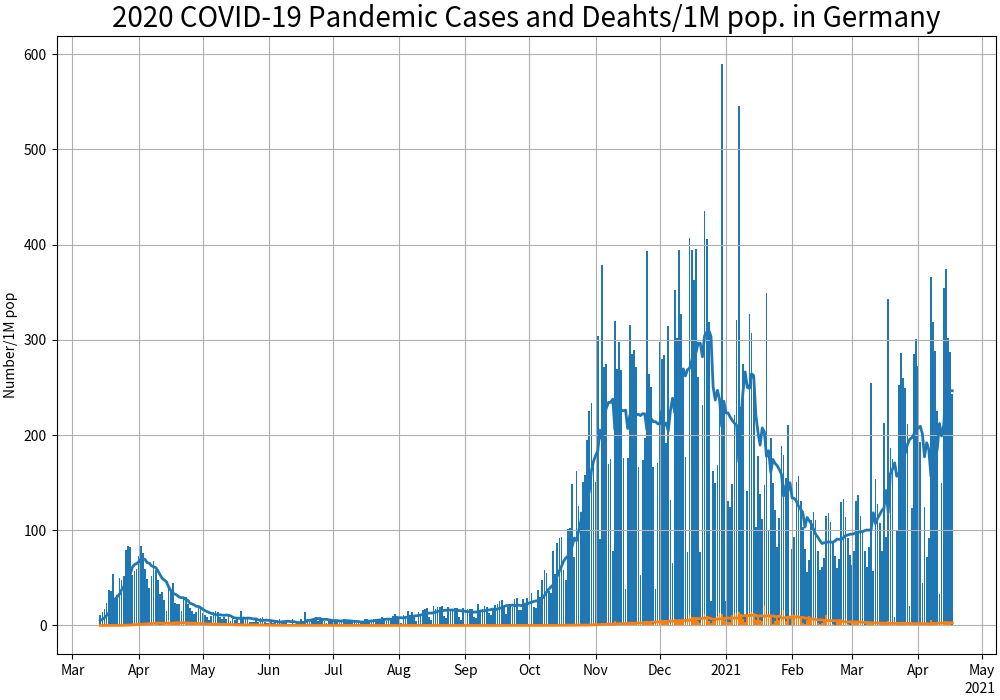 2020 COVID-19 Pandemic Cases and Deahts/1M pop. in Germany
Number/1M pop
600
500
400
300
200
100
0
Mar Apr May Jun Jul Aug Sep Oct Nov Dec 2021 Feb Mar Apr May
2021